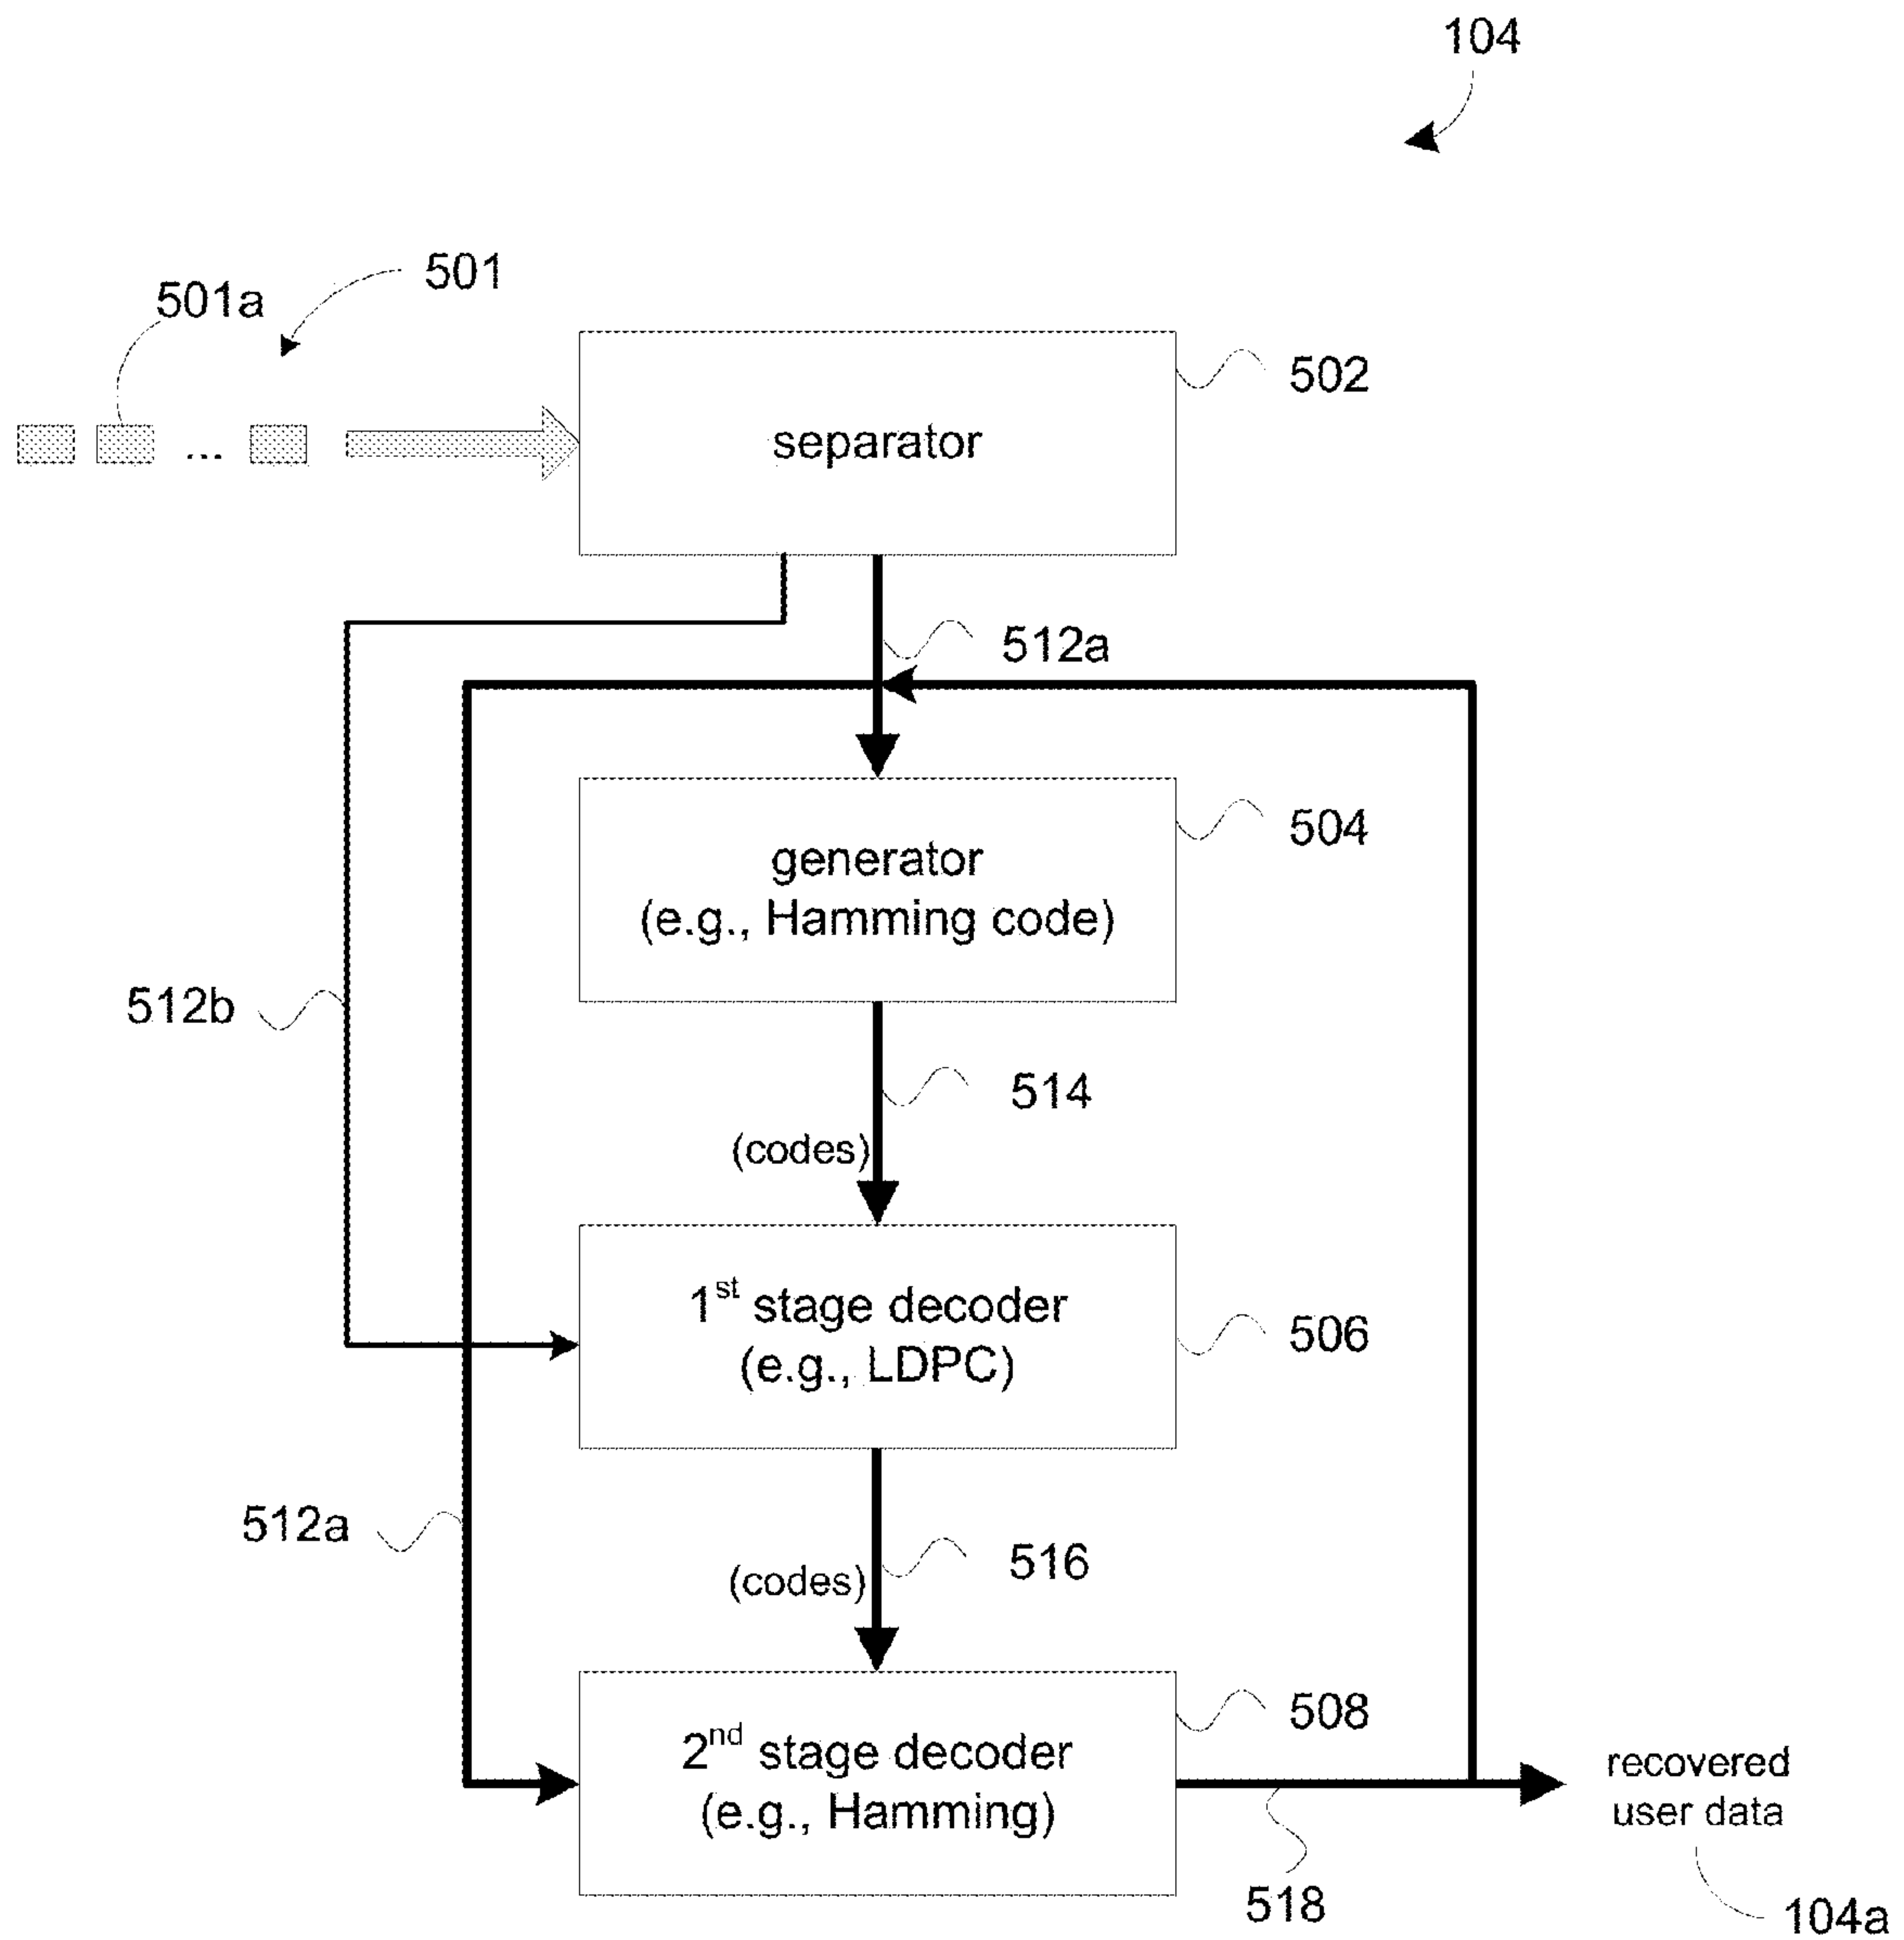 104
501
501a
502
separator
...
512a
504
generator
(e.g., Hamming code)
512b
514
(codes)
1st stage decoder
(e.g., LDPC)
506
512a
516
(codes)
508
2nd stage decoder
(e.g., Hamming)
recovered
user data
518
104a